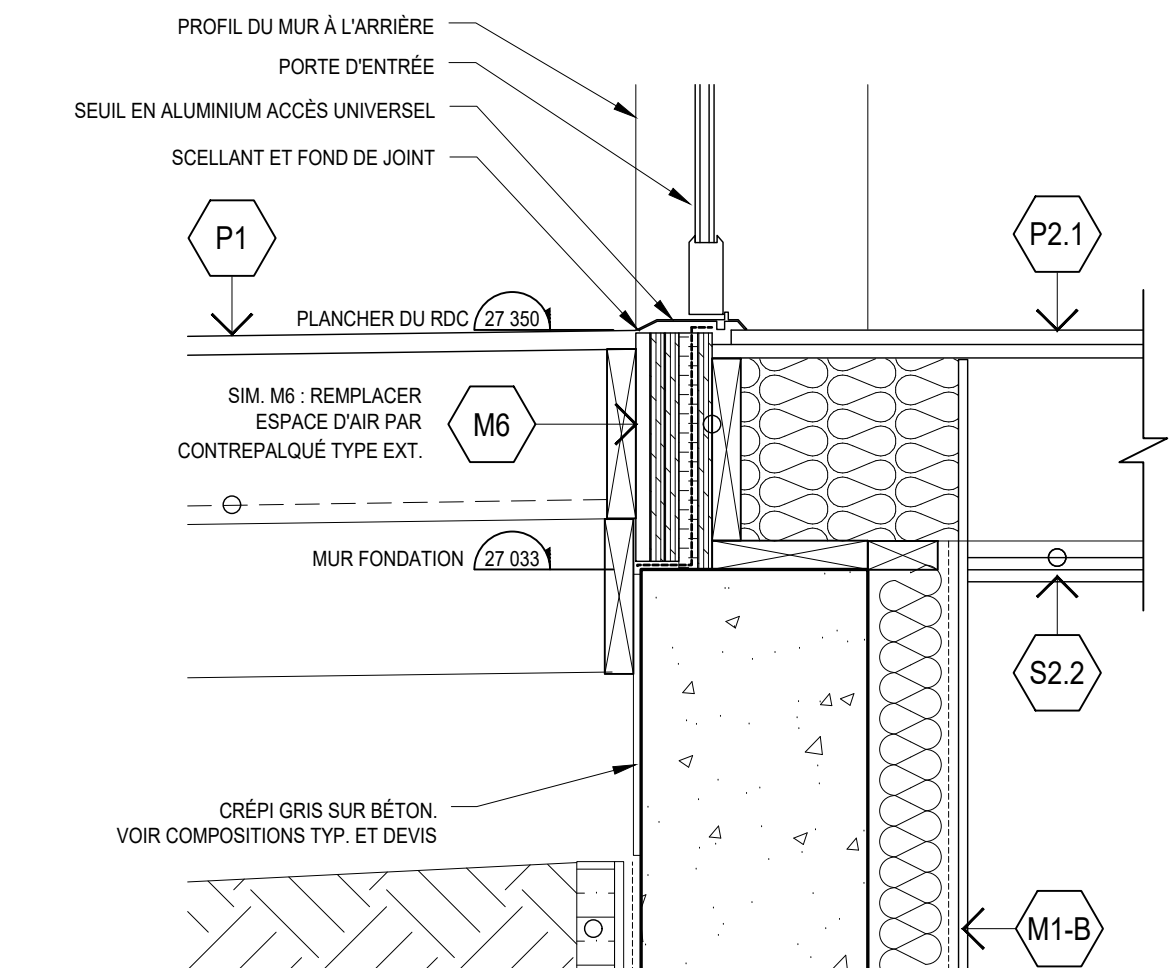 PROFIL DU MUR À L'ARRIÈRE
PORTE D'ENTRÉE
SEUIL EN ALUMINIUM ACCÈS UNIVERSEL
SCELLANT ET FOND DE JOINT
P1
P2.1
PLANCHER DU RDC 27 350
SIM. M6 : REMPLACER
ESPACE D'AIR PAR
CONTREPALQUÉ TYPE EXT.
M6
MUR FONDATION 27 033
S2.2
CRÉPI GRIS SUR BÉTON.
VOIR COMPOSITIONS TYP. ET DEVIS
M1-B